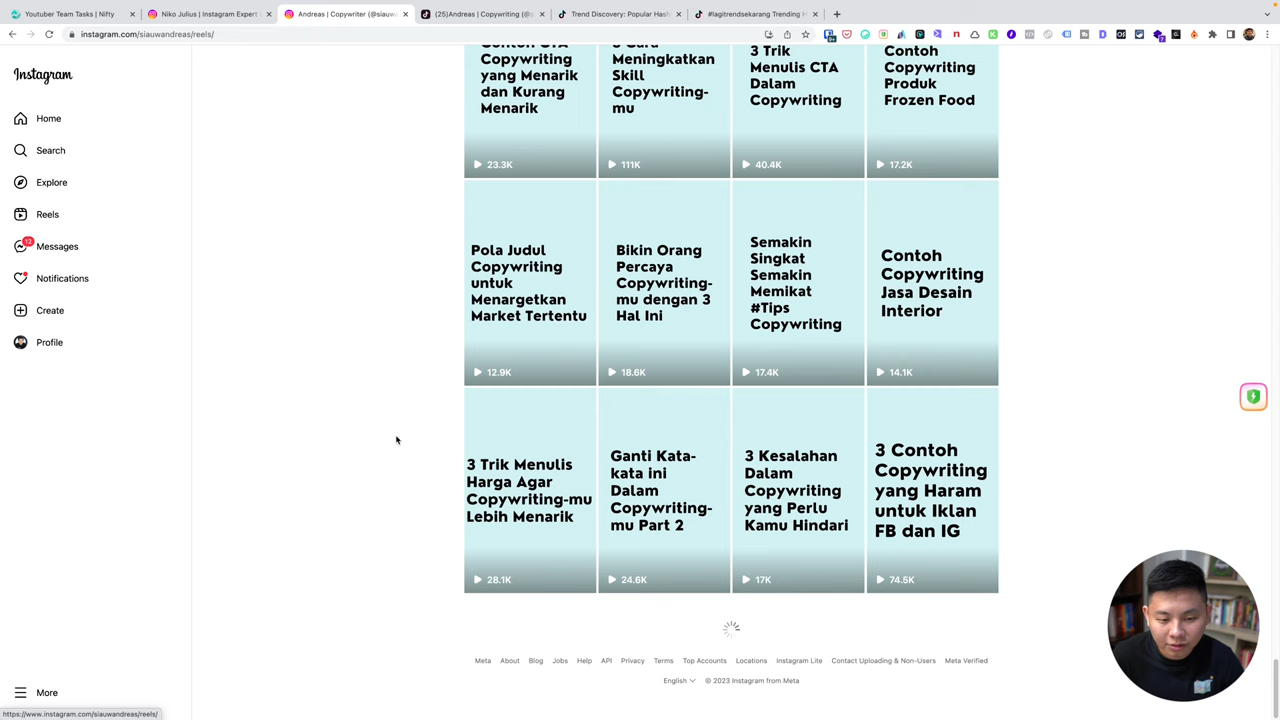 Youtuber Team Tasks | Nifty
Niko Julius | Instagram Expert
Andreas | Copywriter (@siauw
(25)Andreas | Copywriting (@s
Trend Discovery: Popular Hash
#lagitrendsekarang Trending H
instagram.com/siauwandreas/reels/
Instagram
Home
Search
Explore
Reels
12
Messages
Notifications
Create
Profile
More
Copywriting
yang Menarik
dan Kurang
Menarik
23.3K
Meningkatkan
Skill
Copywriting-
mu
111K
3 Trik
Menulis CTA
Dalam
Copywriting
40.4K
Contoh
Copywriting
Produk
Frozen Food
17.2K
Pola Judul
Copywriting
untuk
Menargetkan
Market Tertentu
12.9K
Bikin Orang
Percaya
Copywriting-
mu dengan 3
Hal Ini
18.6K
Semakin
Singkat
Semakin
Memikat
#Tips
Copywriting
17.4K
Contoh
Copywriting
Jasa Desain
Interior
14.1K
3 Trik Menulis
Harga Agar
Copywriting-mu
Lebih Menarik
28.1K
Ganti Kata-
kata ini
Dalam
Copywriting-
mu Part 2
24.6K
3 Kesalahan
Dalam
Copywriting
yang Perlu
Kamu Hindari
17K
3 Contoh
Copywriting
yang Haram
untuk Iklan
FB dan IG
74.5K
Meta About Blog Jobs Help API Privacy Terms Top Accounts Locations Instagram Lite Contact Uploading & Non-Users Meta Verified
English © 2023 Instagram from Meta
https://www.instagram.com/siauwandreas/reels/